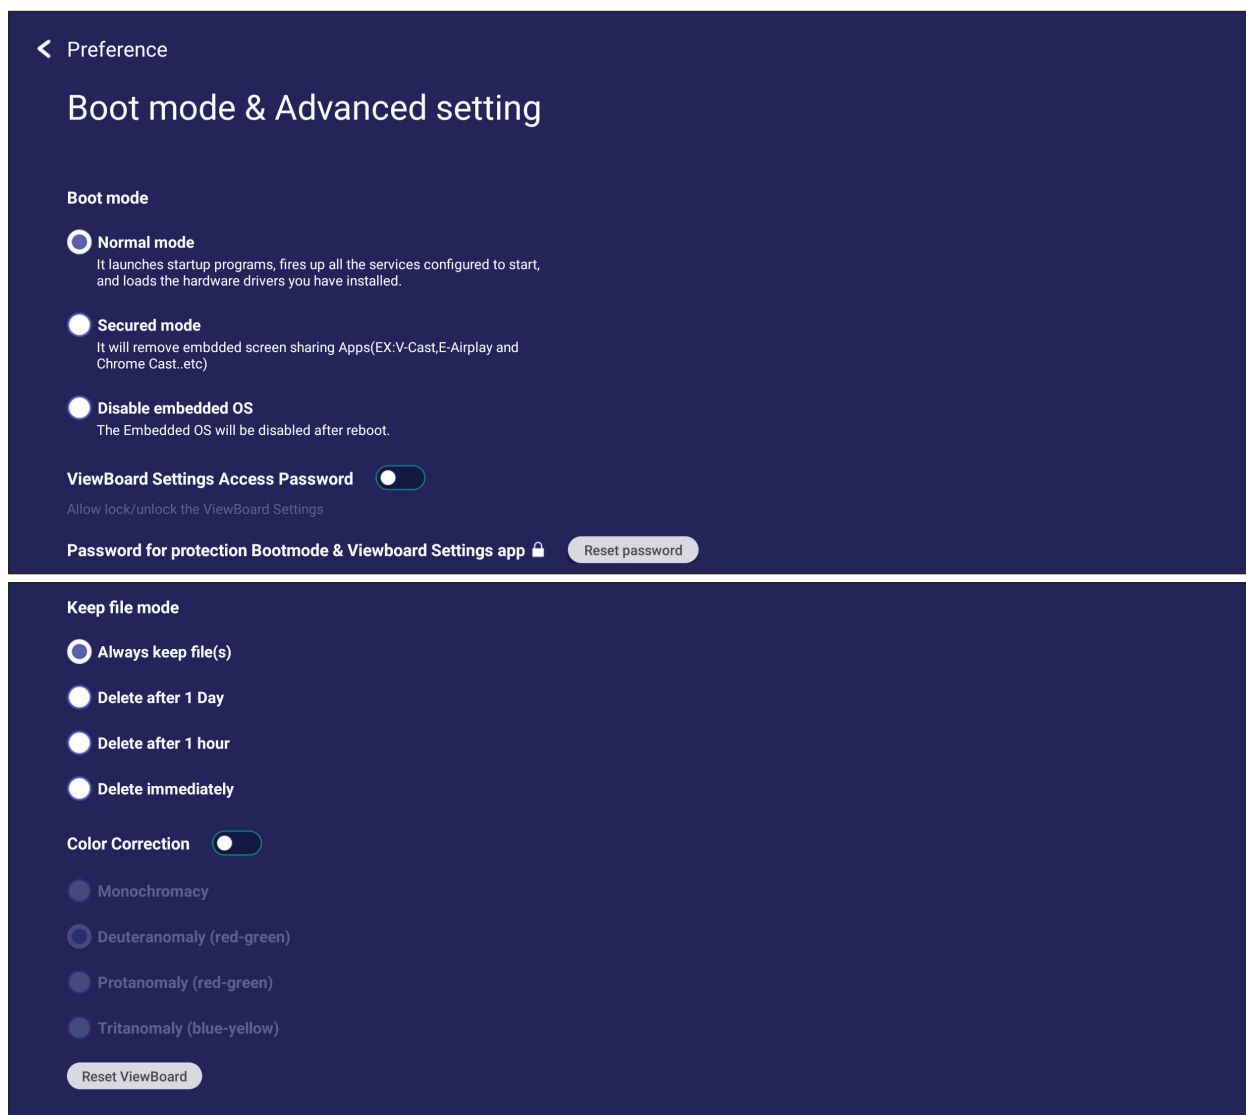 Preference
Boot mode & Advanced setting
Boot mode
Normal mode
It launches startup programs, fires up all the services configured to start,
and loads the hardware drivers you have installed.
Secured mode
It will remove embdded screen sharing Apps(EX:V-Cast,E-Airplay and
Chrome Cast..etc)
Disable embedded OS
The Embedded OS will be disabled after reboot.
ViewBoard Settings Access Password
Allow lock/unlock the ViewBoard Settings
Password for protection Bootmode & Viewboard Settings app
Reset password
Keep file mode
Always keep file(s)
Delete after 1 Day
Delete after 1 hour
Delete immediately
Color Correction
Monochromacy
Deuteranomaly (red-green)
Protanomaly (red-green)
Tritanomaly (blue-yellow)
Reset ViewBoard